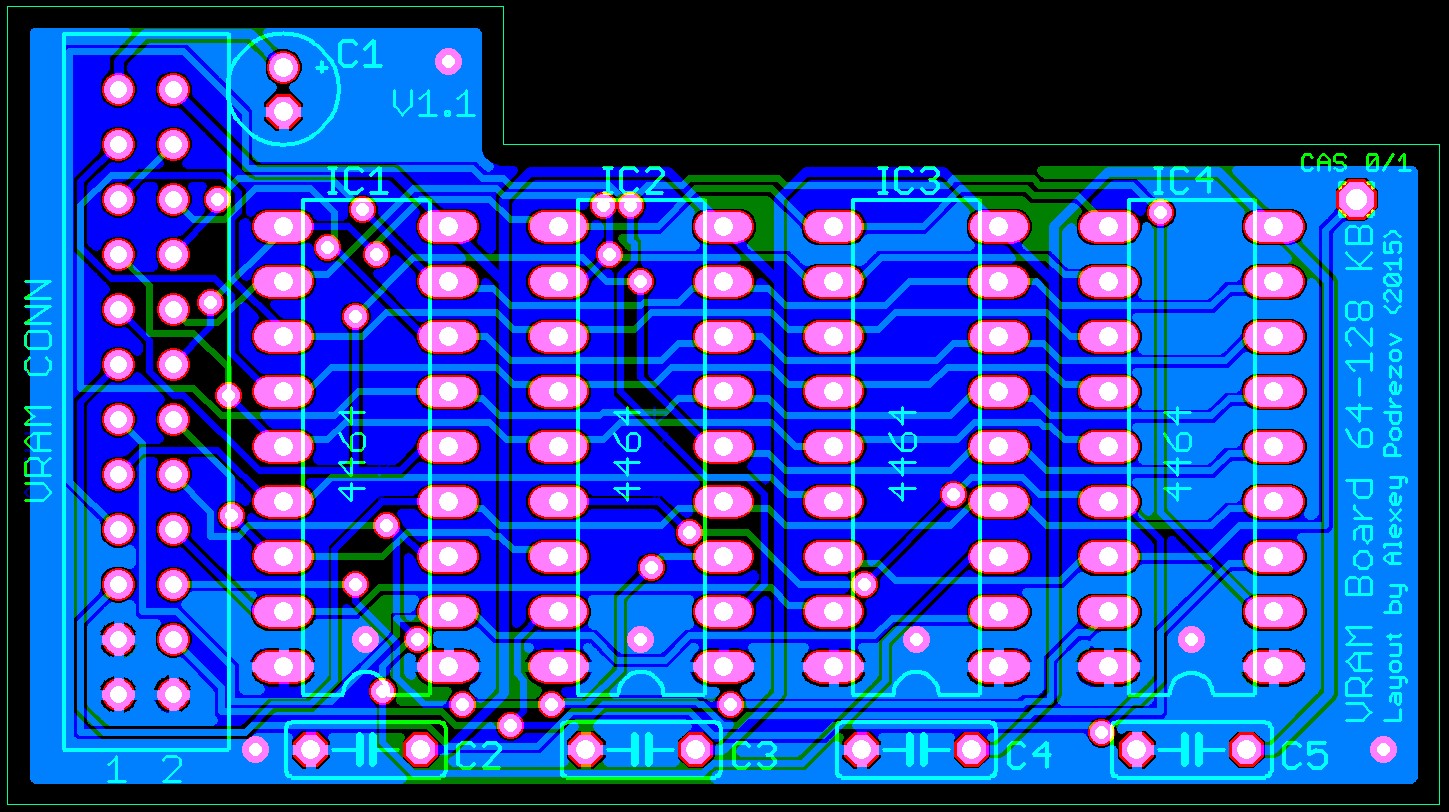 C1
V1.1
CAS 0/1
IC1
IC2
IC3
IC4
VRAM CONN
4464
4464
4464
4464
VRAM Board 64-128 KB
Layout by Alexey Podrezov <2015>
+
1 2
C2
C3
C4
C5